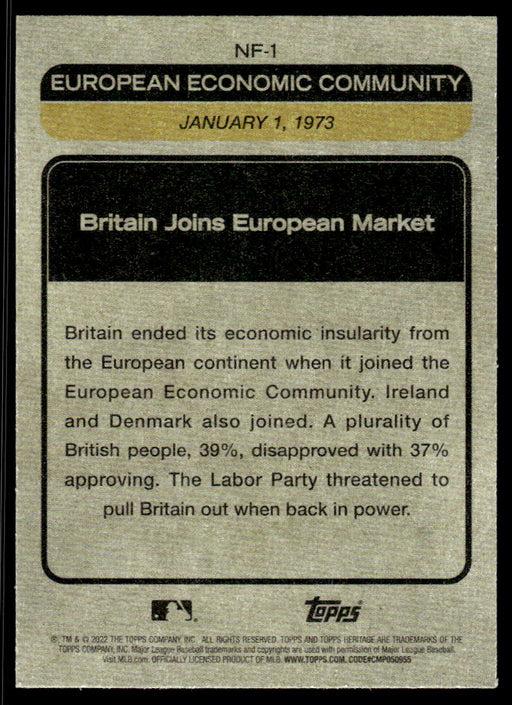 NF-1
EUROPEAN ECONOMIC COMMUNITY
JANUARY 1, 1973
Britain Joins European Market
Britain ended its economic insularity from
the European continent when it joined the
European Economic Community. Ireland
and Denmark also joined. A plurality of
British people, 39%, disapproved with 37%
approving. The Labor Party threatened to
pull Britain out when back in power.
® Topps
®, TM & © 2022 THE TOPPS COMPANY, INC. ALL RIGHTS RESERVED. TOPPS AND TOPPS HERITAGE ARE TRADEMARKS OF THE
TOPPS COMPANY, INC. Major League Baseball trademarks and copyrights are used with permission of Major League Baseball.
Visit MLB.com. OFFICIALLY LICENSED PRODUCT OF MLB. WWW.TOPPS.COM. CODE#CMP050955